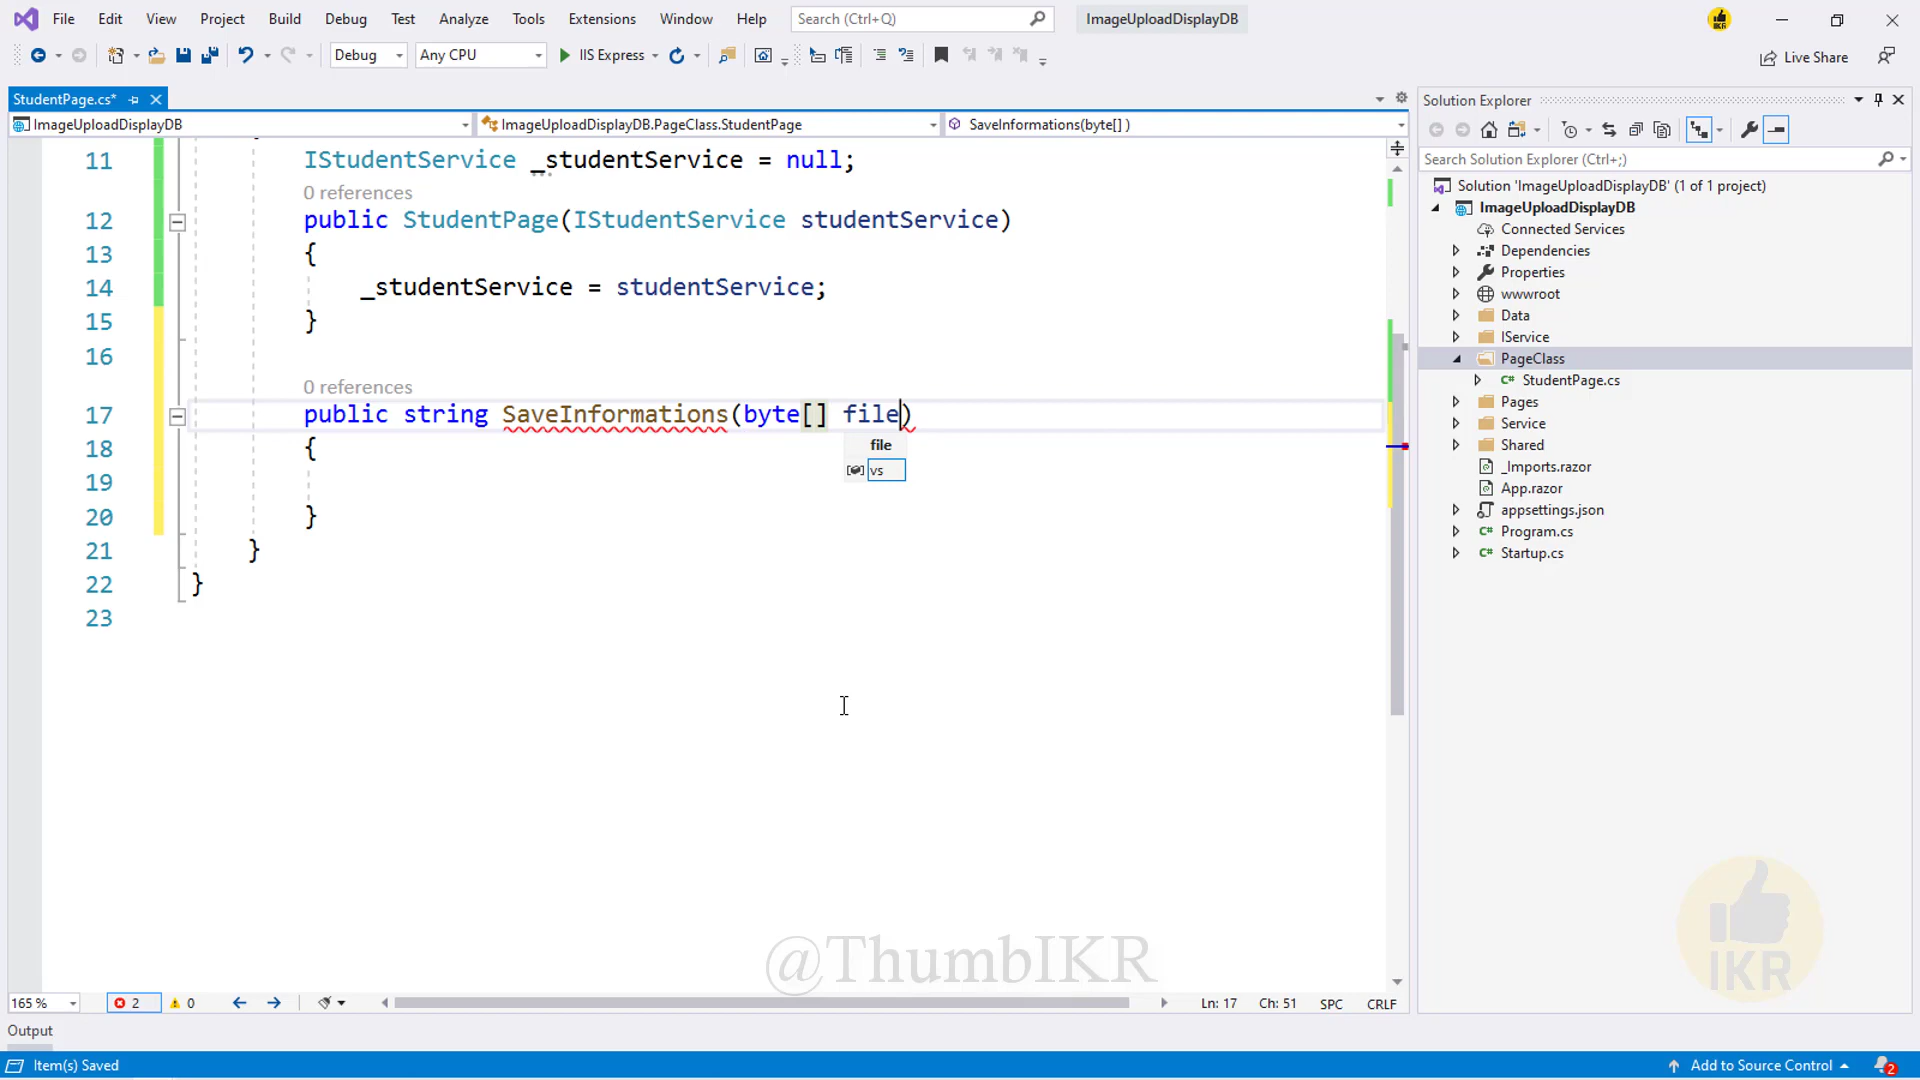 File Edit View Project Build Debug Test Analyze Tools Extensions Window Help Search (Ctrl+Q) ImageUploadDisplayDB
Debug Any CPU IIS Express Live Share
StudentPage.cs*
ImageUploadDisplayDB ImageUploadDisplayDB.PageClass.StudentPage SaveInformations(byte[] )
11 IStudentService _studentService = null;
0 references
12 public StudentPage(IStudentService studentService)
13 {
14 _studentService = studentService;
15 }
16
0 references
17 public string SaveInformations(byte[] file)
file
18 {
vs
19
20 }
21 }
22 }
23
165 % 2 0 Ln: 17 Ch: 51 SPC CRLF
Output
Item(s) Saved
Solution Explorer
Search Solution Explorer (Ctrl+;)
Solution 'ImageUploadDisplayDB' (1 of 1 project)
ImageUploadDisplayDB
Connected Services
Dependencies
Properties
wwwroot
Data
IService
PageClass
C# StudentPage.cs
Pages
Service
Shared
_Imports.razor
App.razor
appsettings.json
C# Program.cs
C# Startup.cs
IKR
@ThumbIKR
Add to Source Control 2